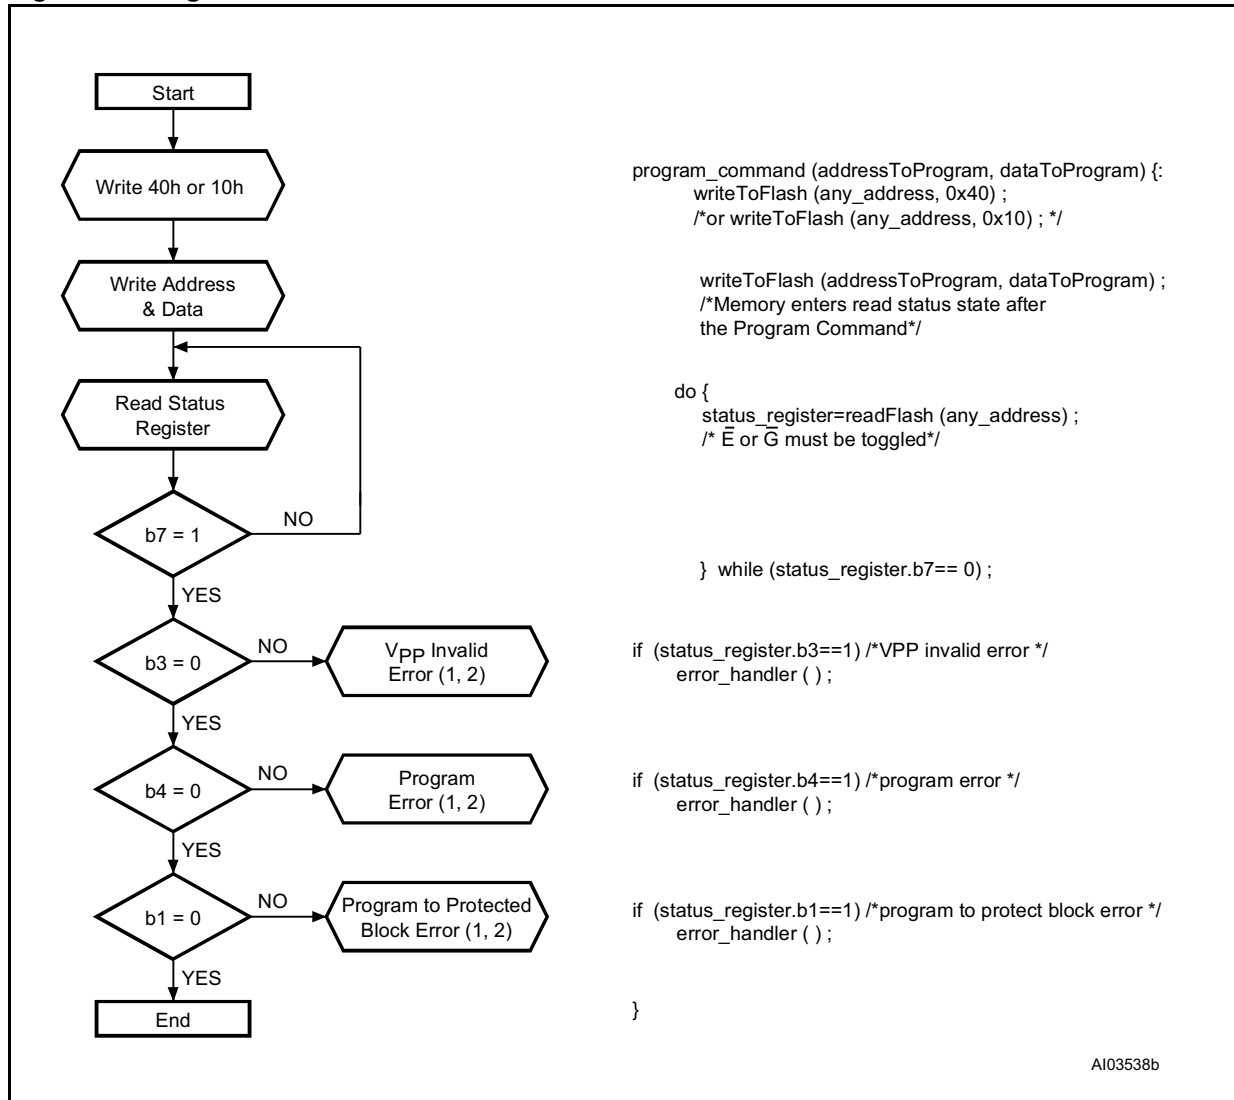 Start
Write 40h or 10h
Write Address
& Data
Read Status
Register
b7 = 1
NO
YES
b3 = 0
NO
VPP Invalid
Error (1, 2)
YES
b4 = 0
NO
Program
Error (1, 2)
YES
b1 = 0
NO
Program to Protected
Block Error (1, 2)
YES
End
program_command (addressToProgram, dataToProgram) {:
writeToFlash (any_address, 0x40) ;
/*or writeToFlash (any_address, 0x10) ; */
writeToFlash (addressToProgram, dataToProgram) ;
/*Memory enters read status state after
the Program Command*/
do {
status_register=readFlash (any_address) ;
/* E̅ or G̅ must be toggled*/
} while (status_register.b7== 0) ;
if (status_register.b3==1) /*VPP invalid error */
error_handler ( ) ;
if (status_register.b4==1) /*program error */
error_handler ( ) ;
if (status_register.b1==1) /*program to protect block error */
error_handler ( ) ;
}
AI03538b